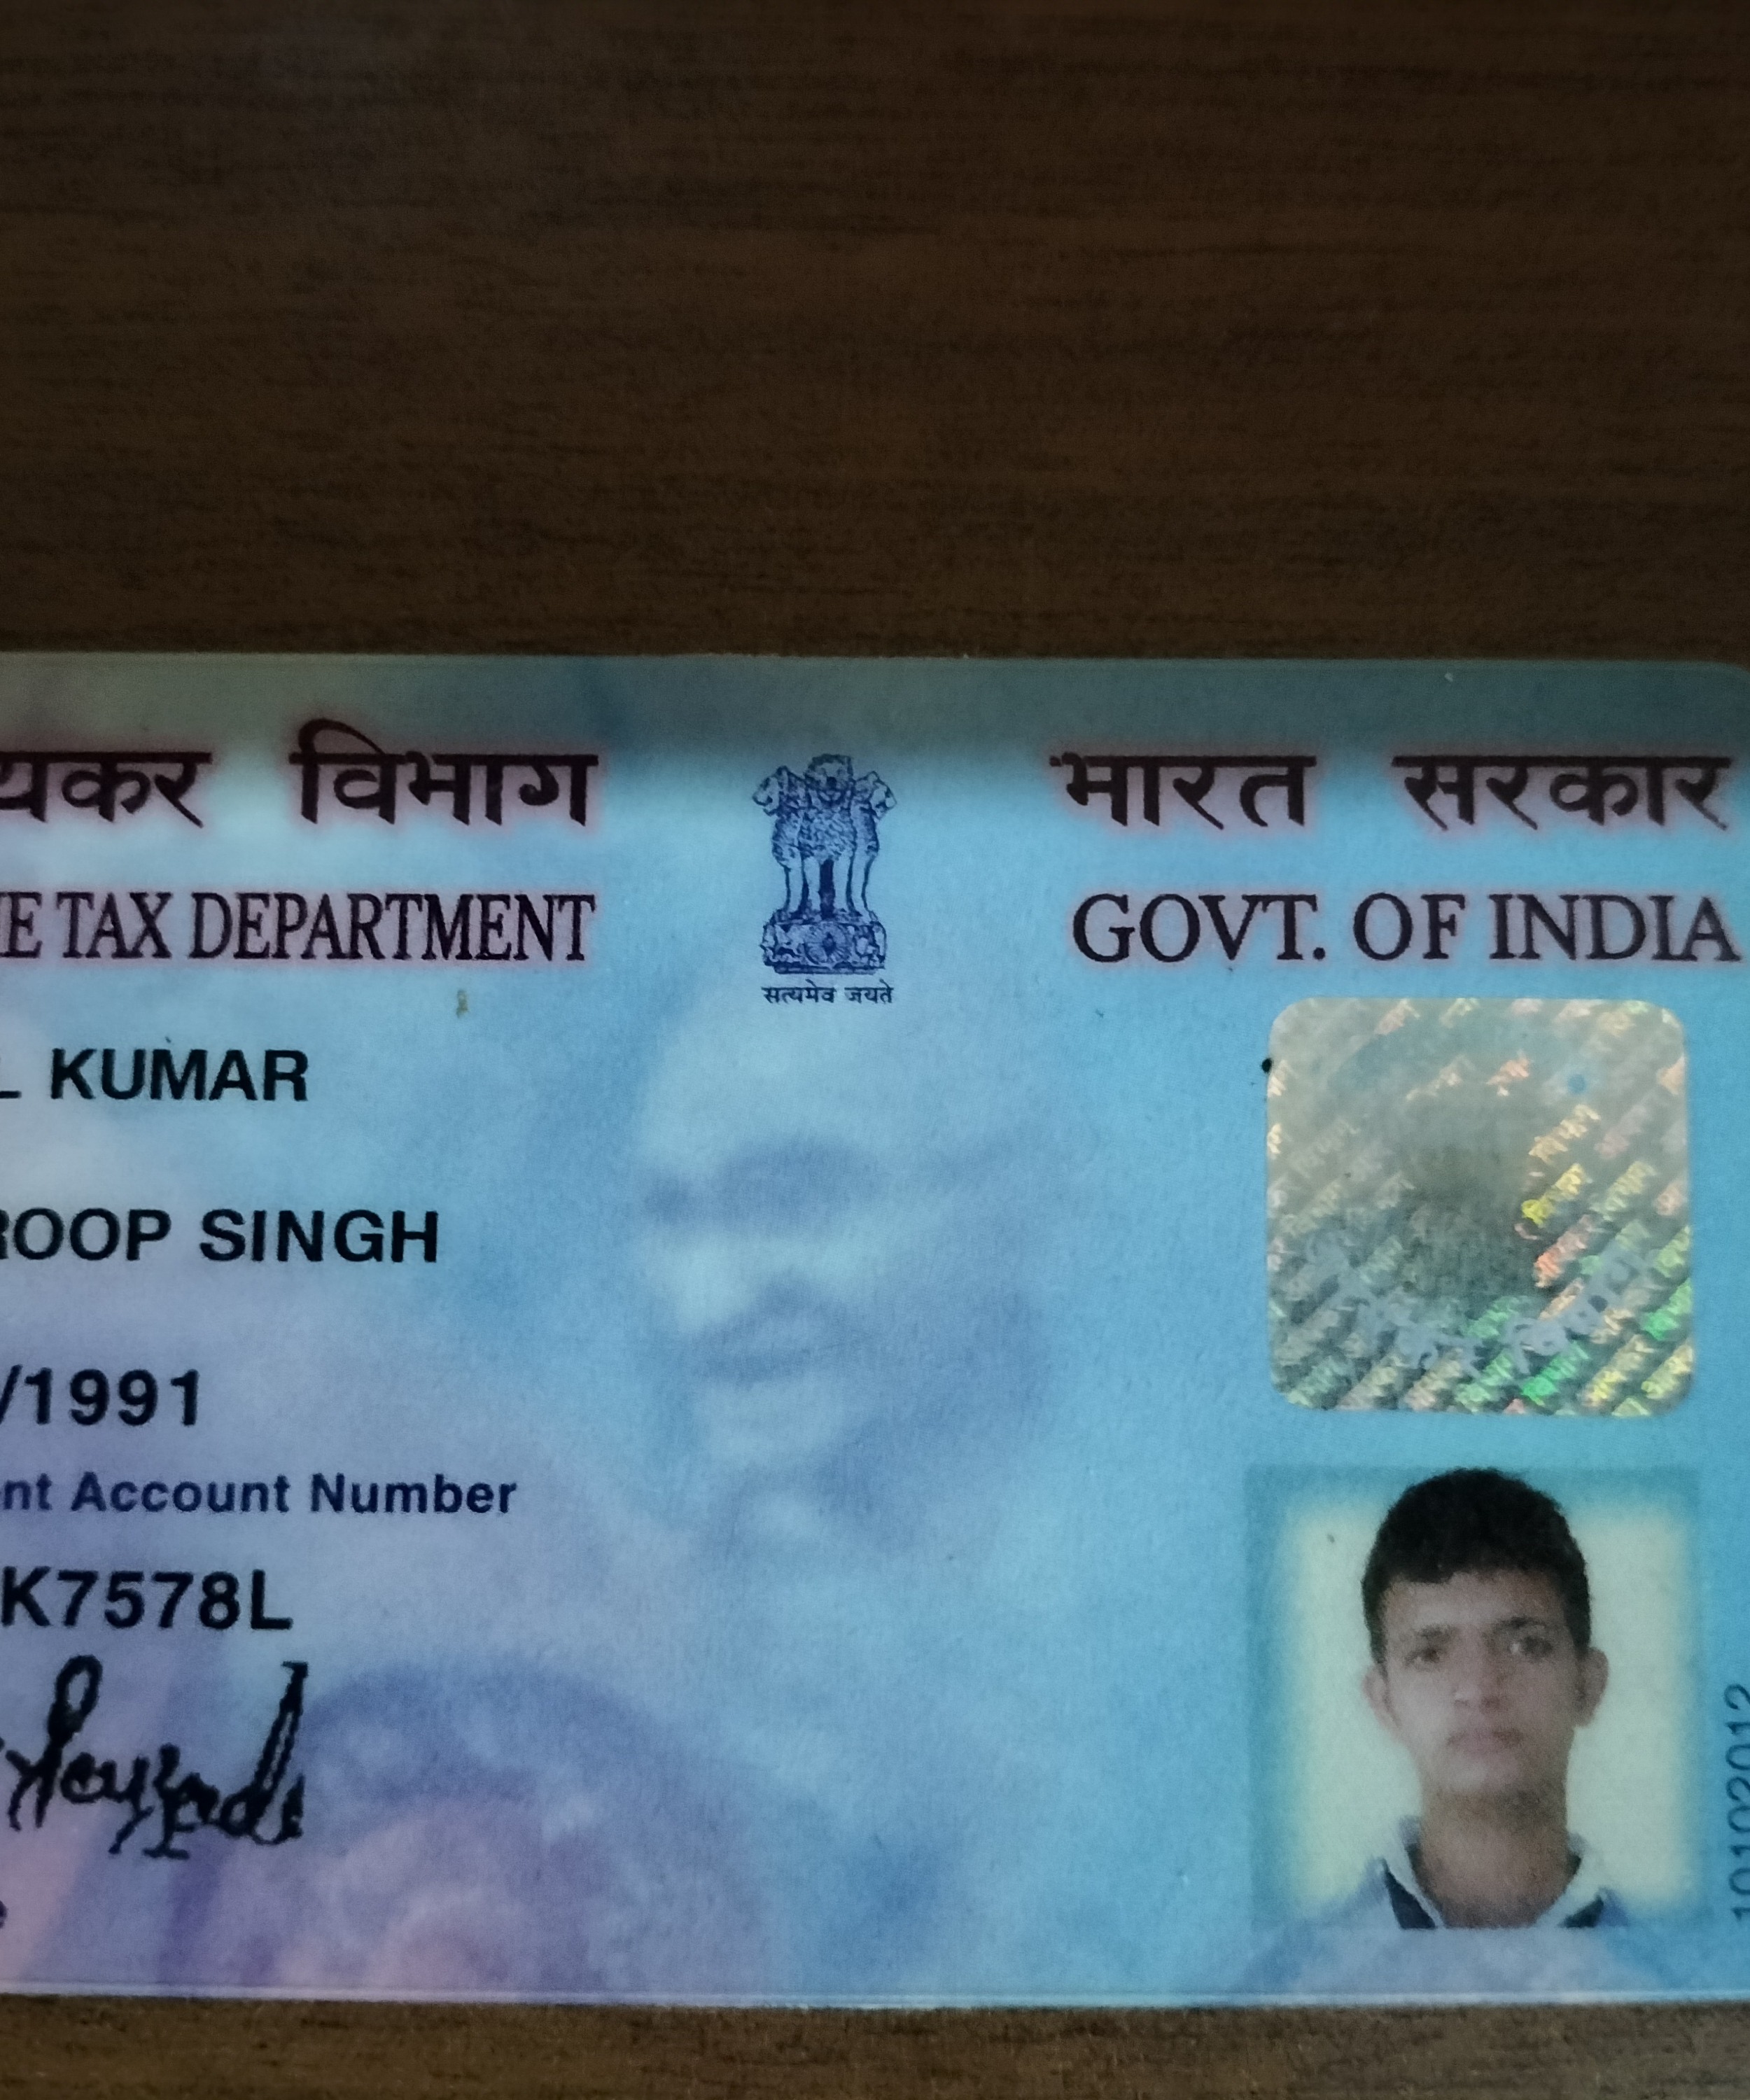 यकर विभाग
भारत सरकार
E TAX DEPARTMENT
GOVT. OF INDIA
सत्यमेव जयते
L KUMAR
ROOP SINGH
/1991
nt Account Number
K7578L
10102012